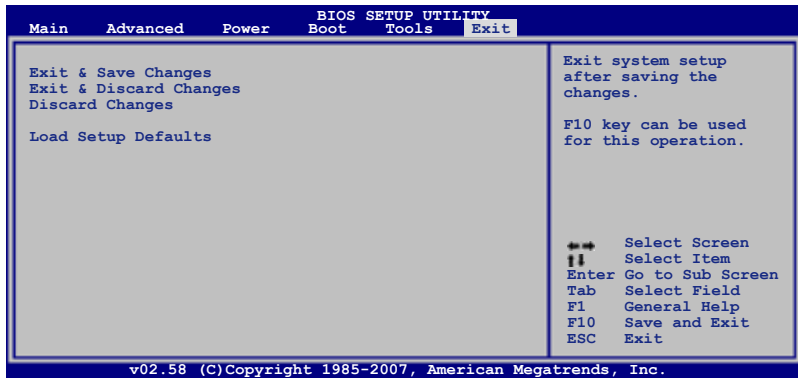 BIOS SETUP UTILITY
Main Advanced Power Boot Tools Exit
Exit & Save Changes
Exit & Discard Changes
Discard Changes
Load Setup Defaults
Exit system setup
after saving the
changes.
F10 key can be used
for this operation.
←→ Select Screen
↑↓ Select Item
Enter Go to Sub Screen
Tab Select Field
F1 General Help
F10 Save and Exit
ESC Exit
v02.58 (C)Copyright 1985-2007, American Megatrends, Inc.